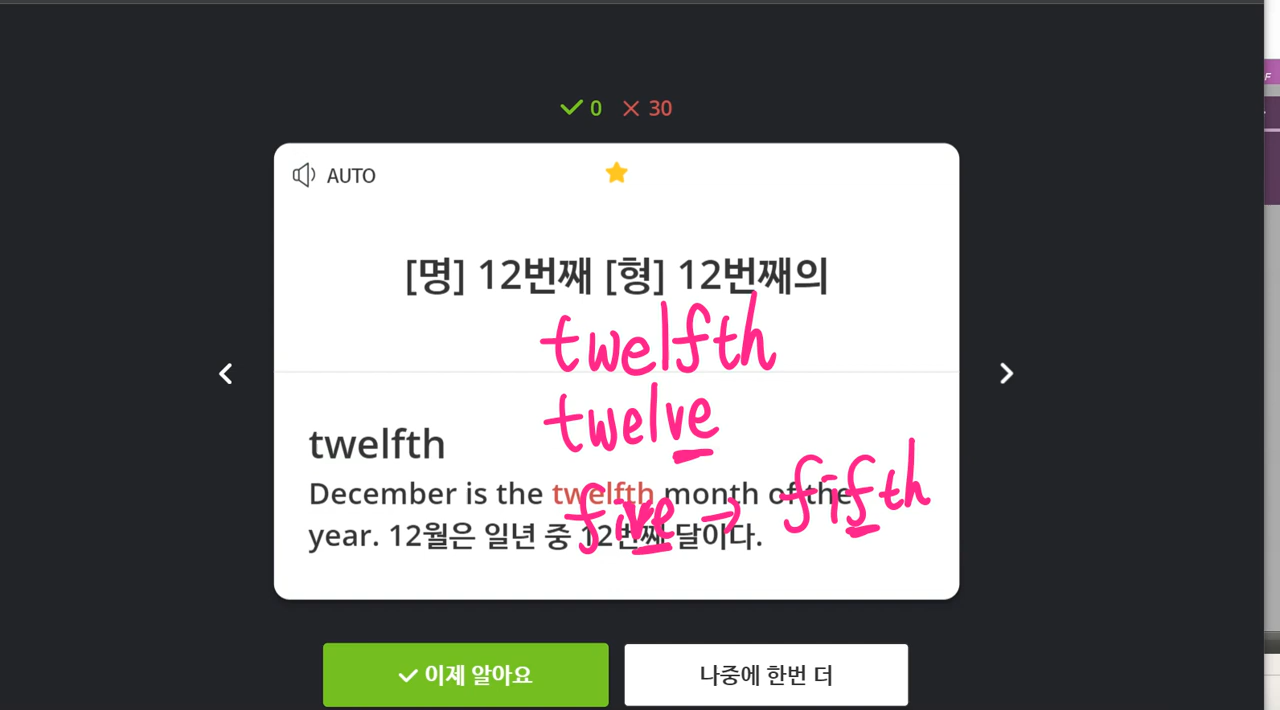 ✓ 0 ✕ 30
AUTO
[명] 12번째 [형] 12번째의
twelfth
twelve
twelfth
December is the twelfth month of the
five → fifth
year. 12월은 일년 중 12번째 달이다.
✓ 이제 알아요
나중에 한번 더
F